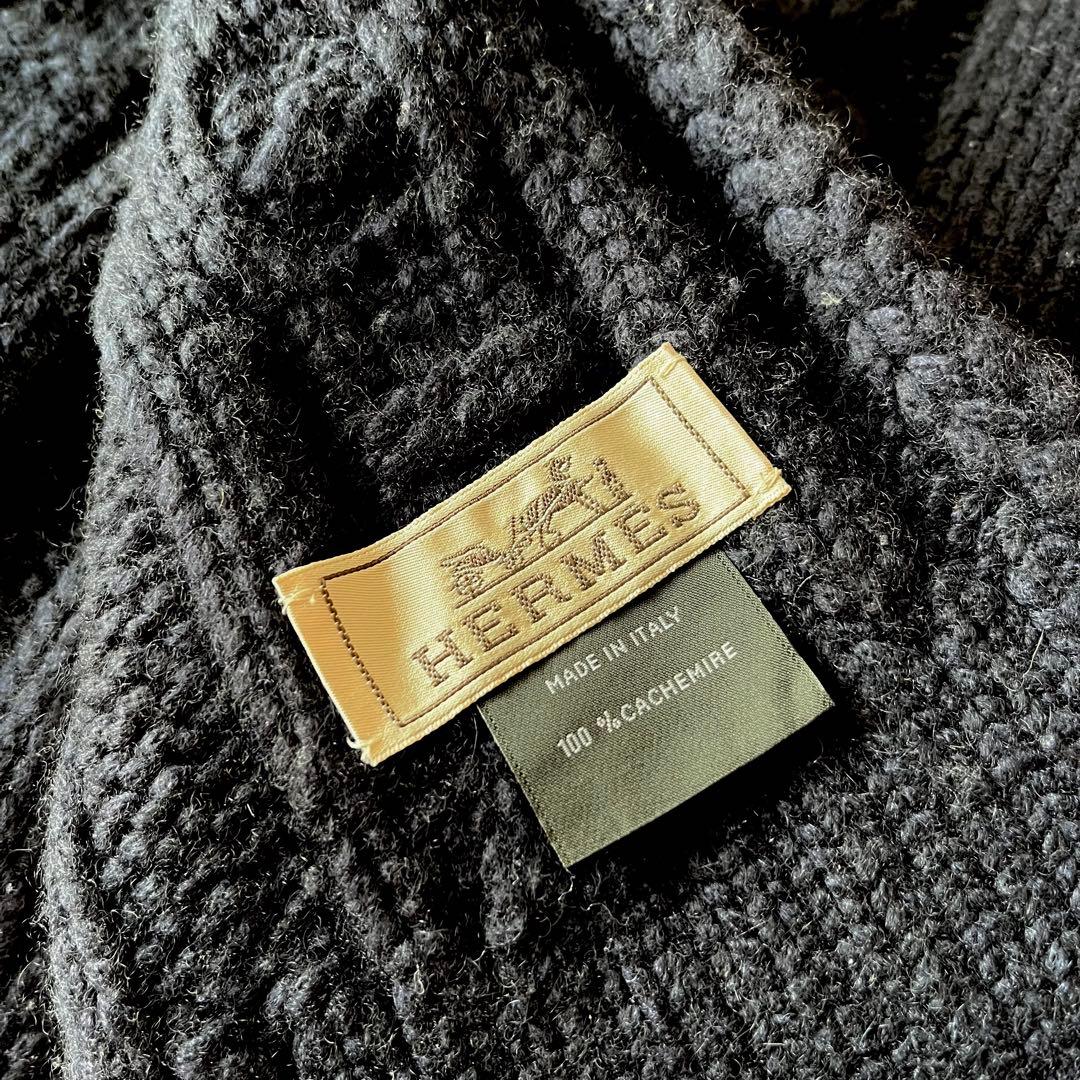 HERMES
MADE IN ITALY
100 %CACHEMIRE